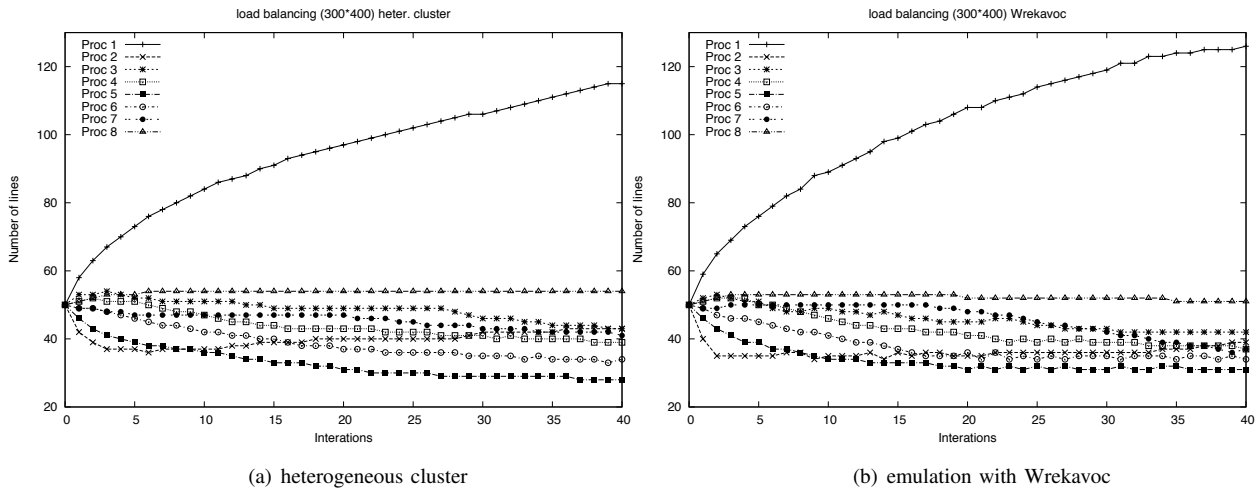 load balancing (300*400) heter. cluster
Number of lines
120
100
80
60
40
20
Proc 1
Proc 2
Proc 3
Proc 4
Proc 5
Proc 6
Proc 7
Proc 8
0
5
10
15
20
25
30
35
40
Interations
(a) heterogeneous cluster
load balancing (300*400) Wrekavoc
Number of lines
120
100
80
60
40
20
Proc 1
Proc 2
Proc 3
Proc 4
Proc 5
Proc 6
Proc 7
Proc 8
0
5
10
15
20
25
30
35
40
Interations
(b) emulation with Wrekavoc